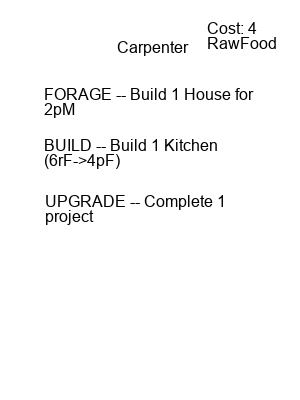 Cost: 4
RawFood
Carpenter
FORAGE -- Build 1 House for
2pM
BUILD -- Build 1 Kitchen
(6rF->4pF)
UPGRADE -- Complete 1
project